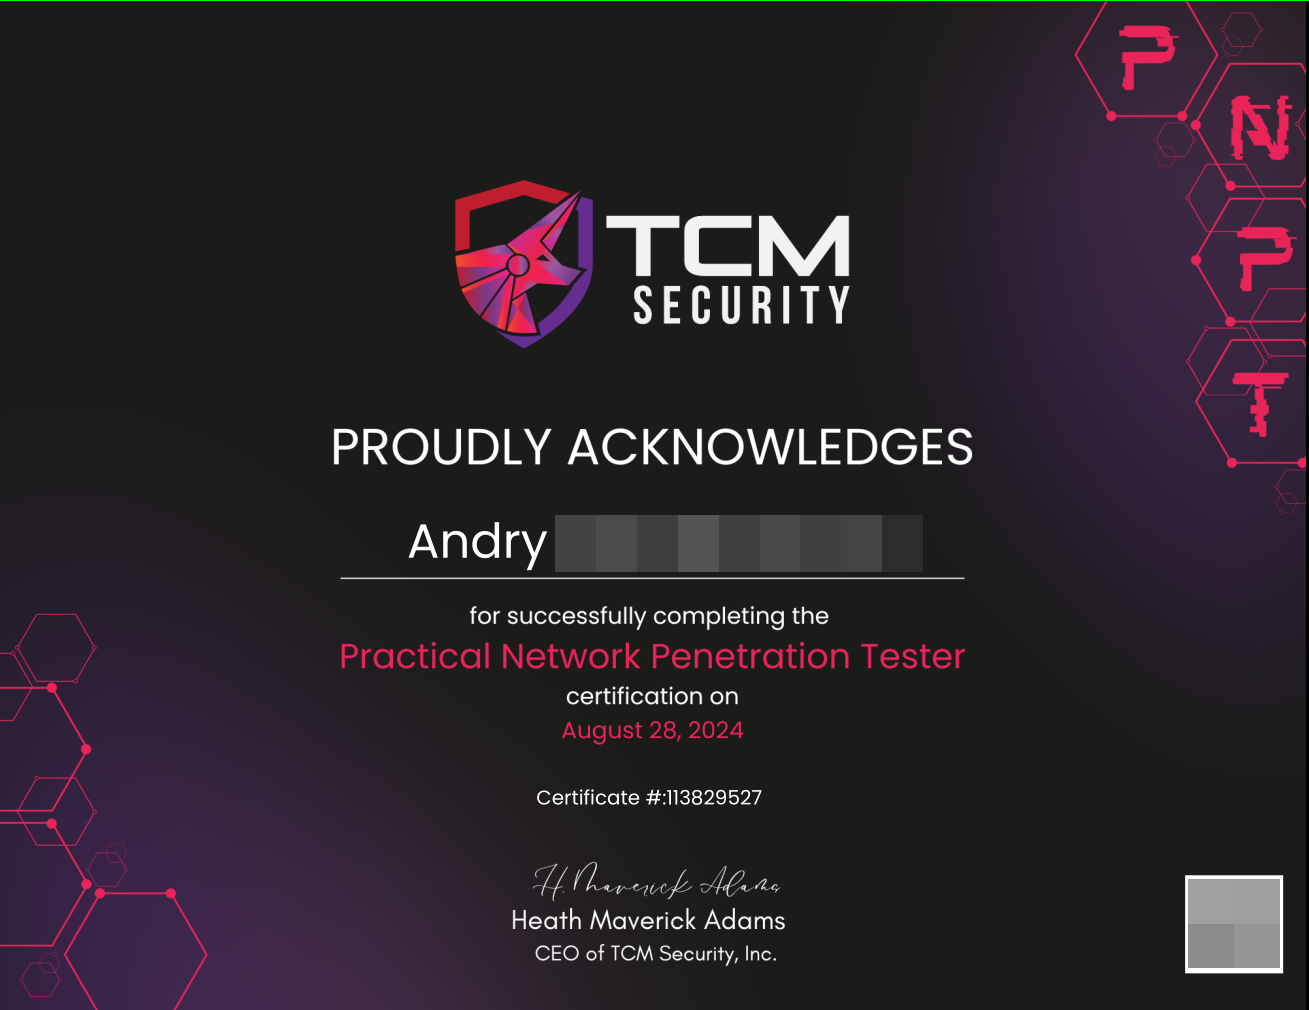 P
N
P
T
TCM
SECURITY
PROUDLY ACKNOWLEDGES
Andry
for successfully completing the
Practical Network Penetration Tester
certification on
August 28, 2024
Certificate #:113829527
H. Maverick Adams
Heath Maverick Adams
CEO of TCM Security, Inc.